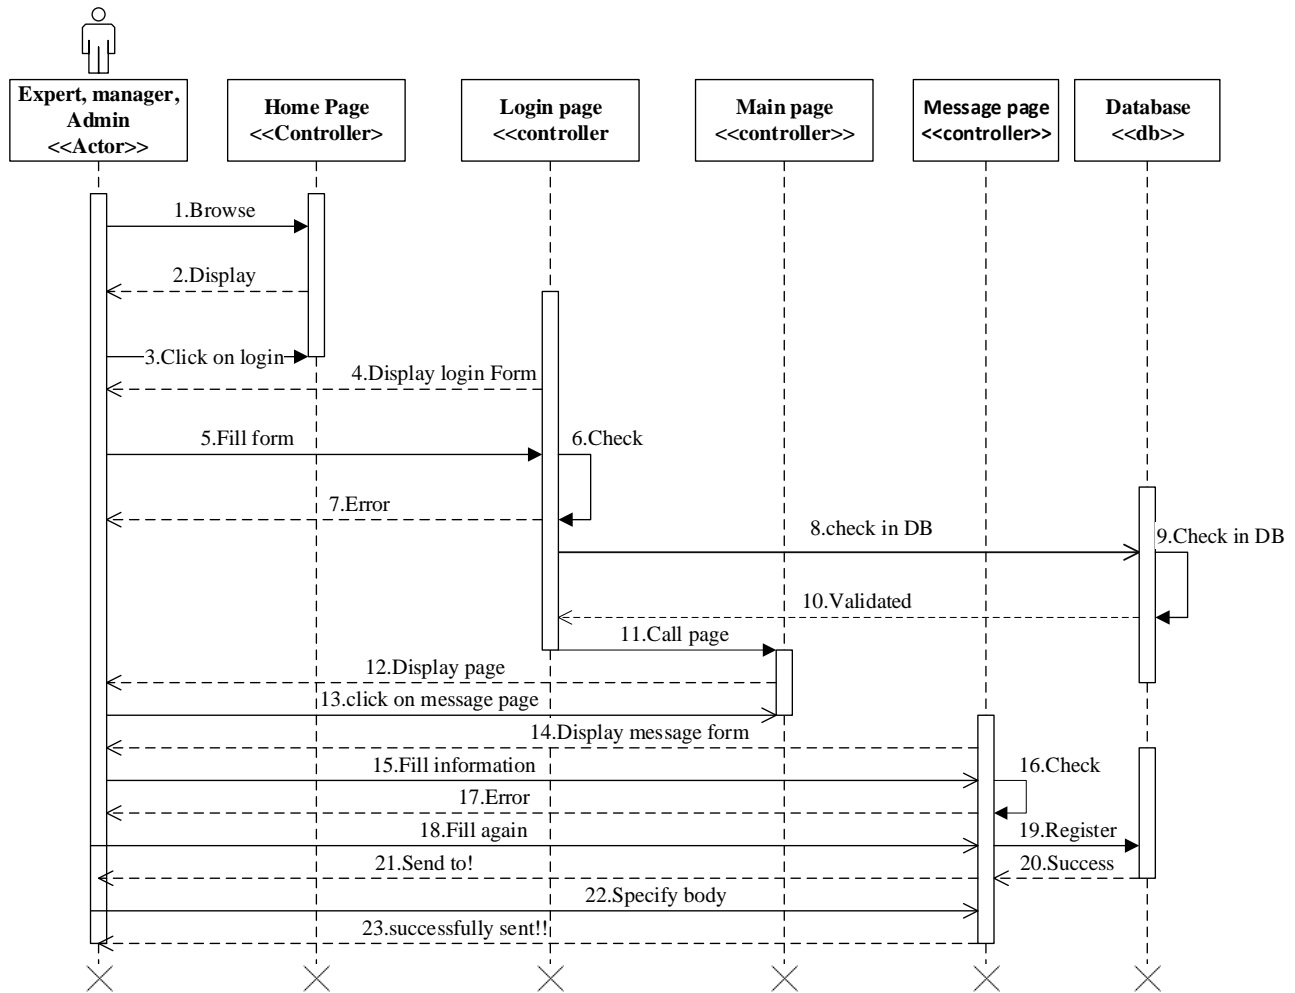 Expert, manager,
Admin
<<Actor>>
Home Page
<<Controller>
Login page
<<controller
Main page
<<controller>>
Message page
<<controller>>
Database
<<db>>
1.Browse
2.Display
3.Click on login
4.Display login Form
5.Fill form
6.Check
7.Error
8.check in DB
9.Check in DB
10.Validated
11.Call page
12.Display page
13.click on message page
14.Display message form
15.Fill information
16.Check
17.Error
18.Fill again
19.Register
21.Send to!
20.Success
22.Specify body
23.successfully sent!!